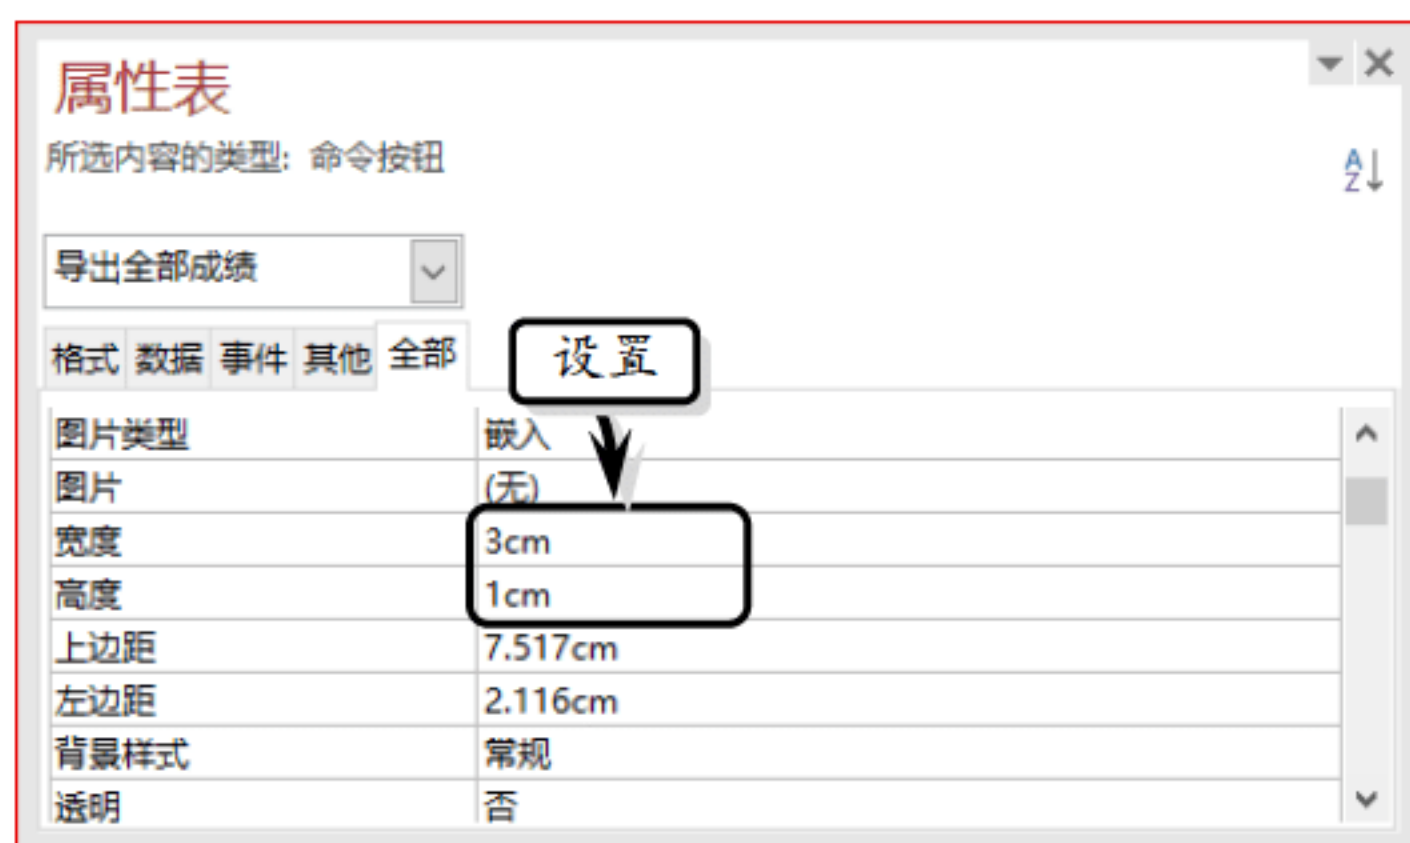 属性表
所选内容的类型: 命令按钮
导出全部成绩
格式 数据 事件 其他 全部
设置
图片类型 嵌入
图片 (无)
宽度 3cm
高度 1cm
上边距 7.517cm
左边距 2.116cm
背景样式 常规
透明 否